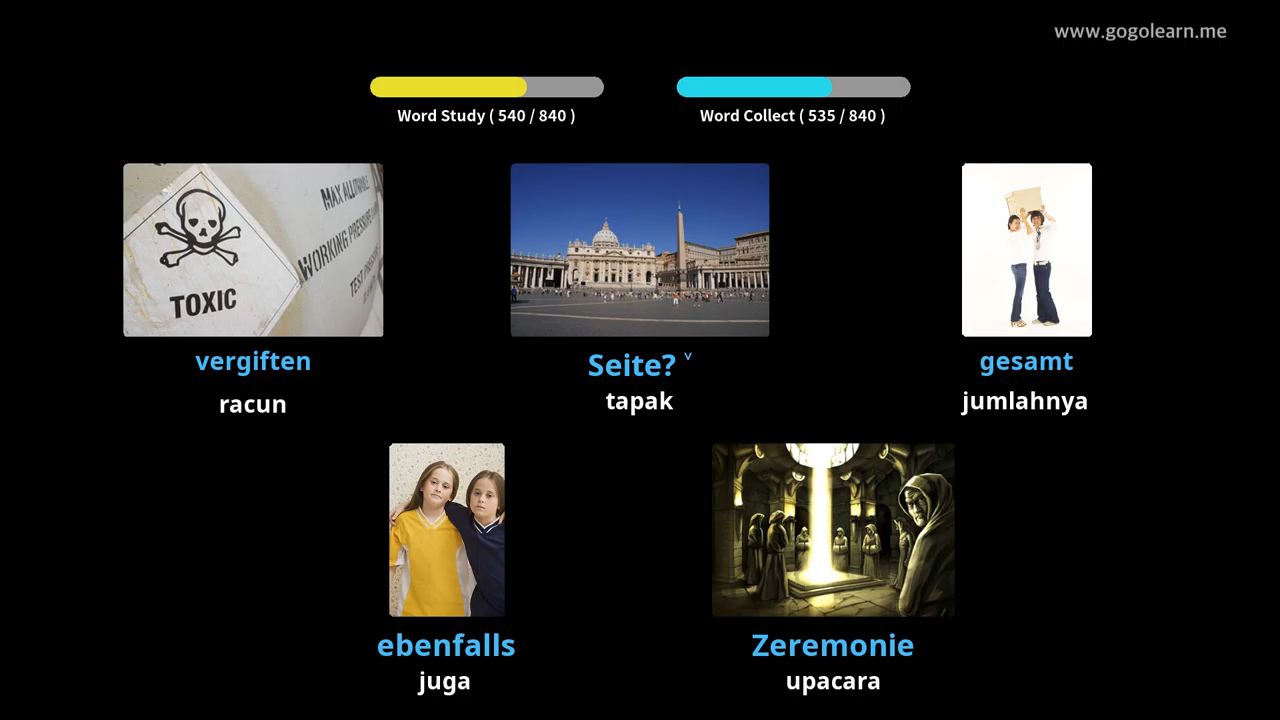 www.gogolearn.me
Word Study ( 540 / 840 )
Word Collect ( 535 / 840 )
TOXIC
MAX ALLOWABLE
WORKING PRESSURE
vergiften
racun
Seite? ᵛ
tapak
gesamt
jumlahnya
ebenfalls
juga
Zeremonie
upacara